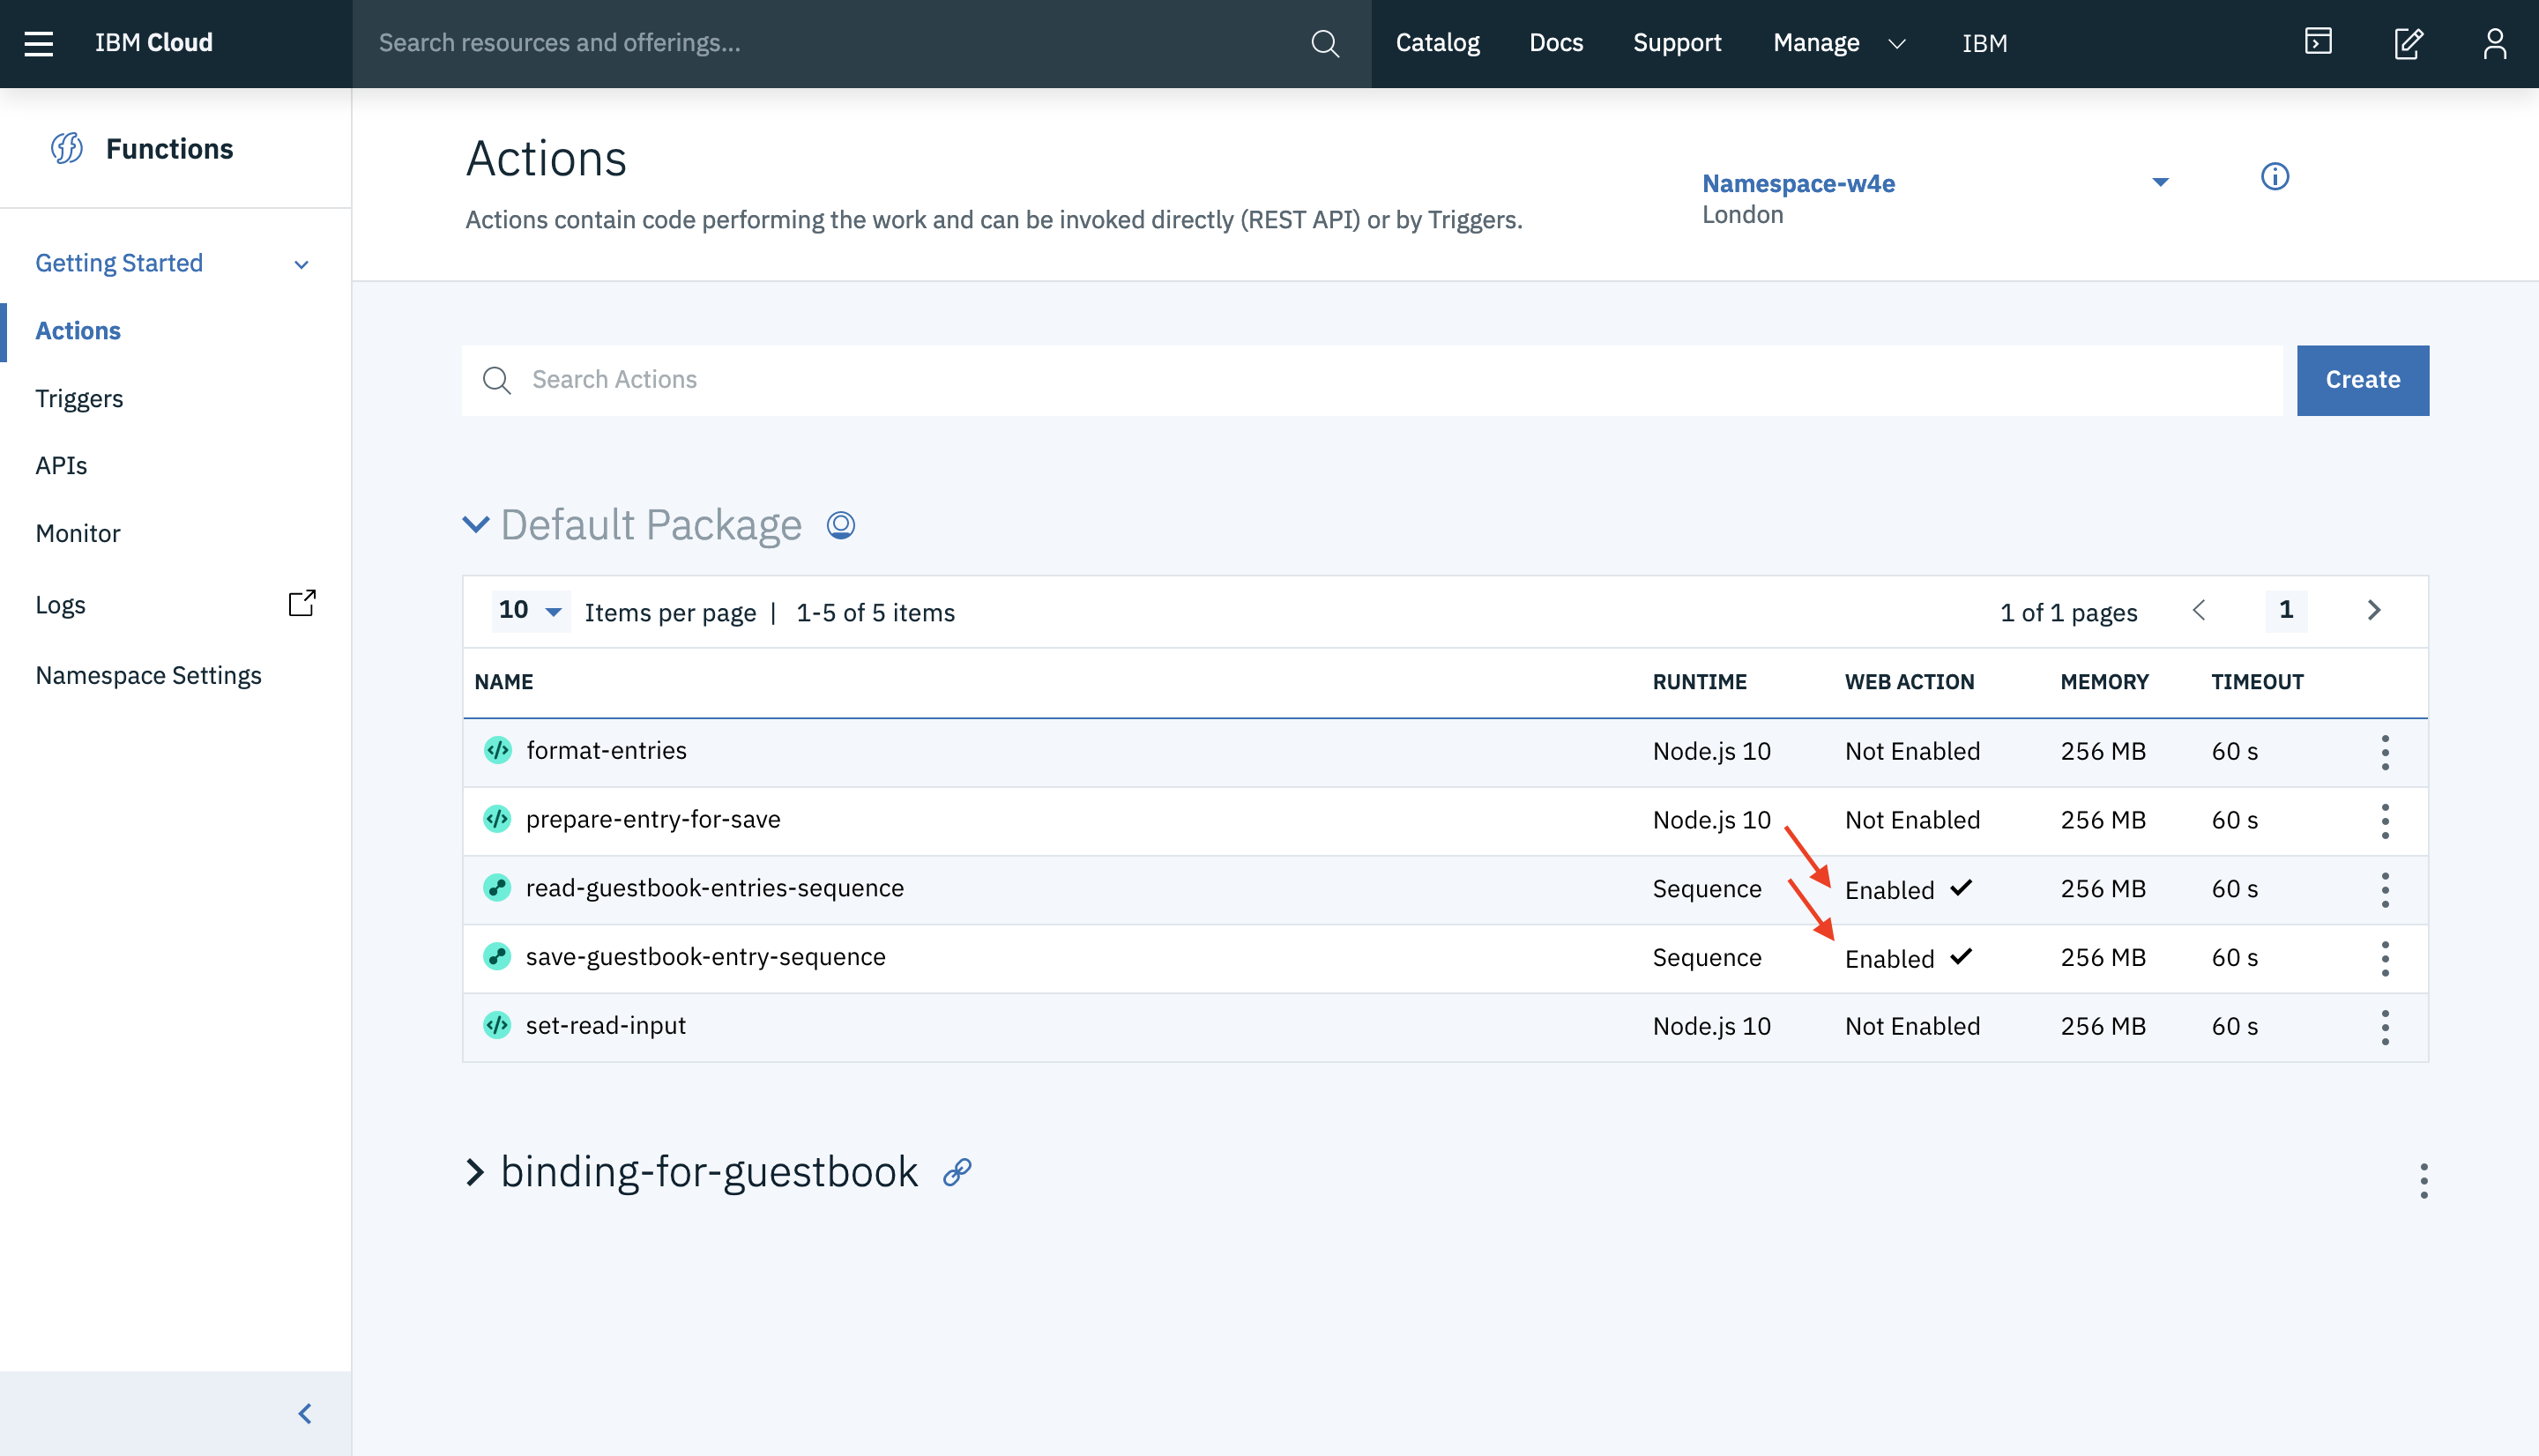 IBM Cloud
Search resources and offerings...
Catalog
Docs
Support
Manage
IBM
Functions
Getting Started
Actions
Triggers
APIs
Monitor
Logs
Namespace Settings
Actions
Actions contain code performing the work and can be invoked directly (REST API) or by Triggers.
Namespace-w4e
London
Search Actions
Create
Default Package
10 Items per page | 1-5 of 5 items 1 of 1 pages 1
NAME RUNTIME WEB ACTION MEMORY TIMEOUT
format-entries Node.js 10 Not Enabled 256 MB 60 s
prepare-entry-for-save Node.js 10 Not Enabled 256 MB 60 s
read-guestbook-entries-sequence Sequence Enabled 256 MB 60 s
save-guestbook-entry-sequence Sequence Enabled 256 MB 60 s
set-read-input Node.js 10 Not Enabled 256 MB 60 s
binding-for-guestbook